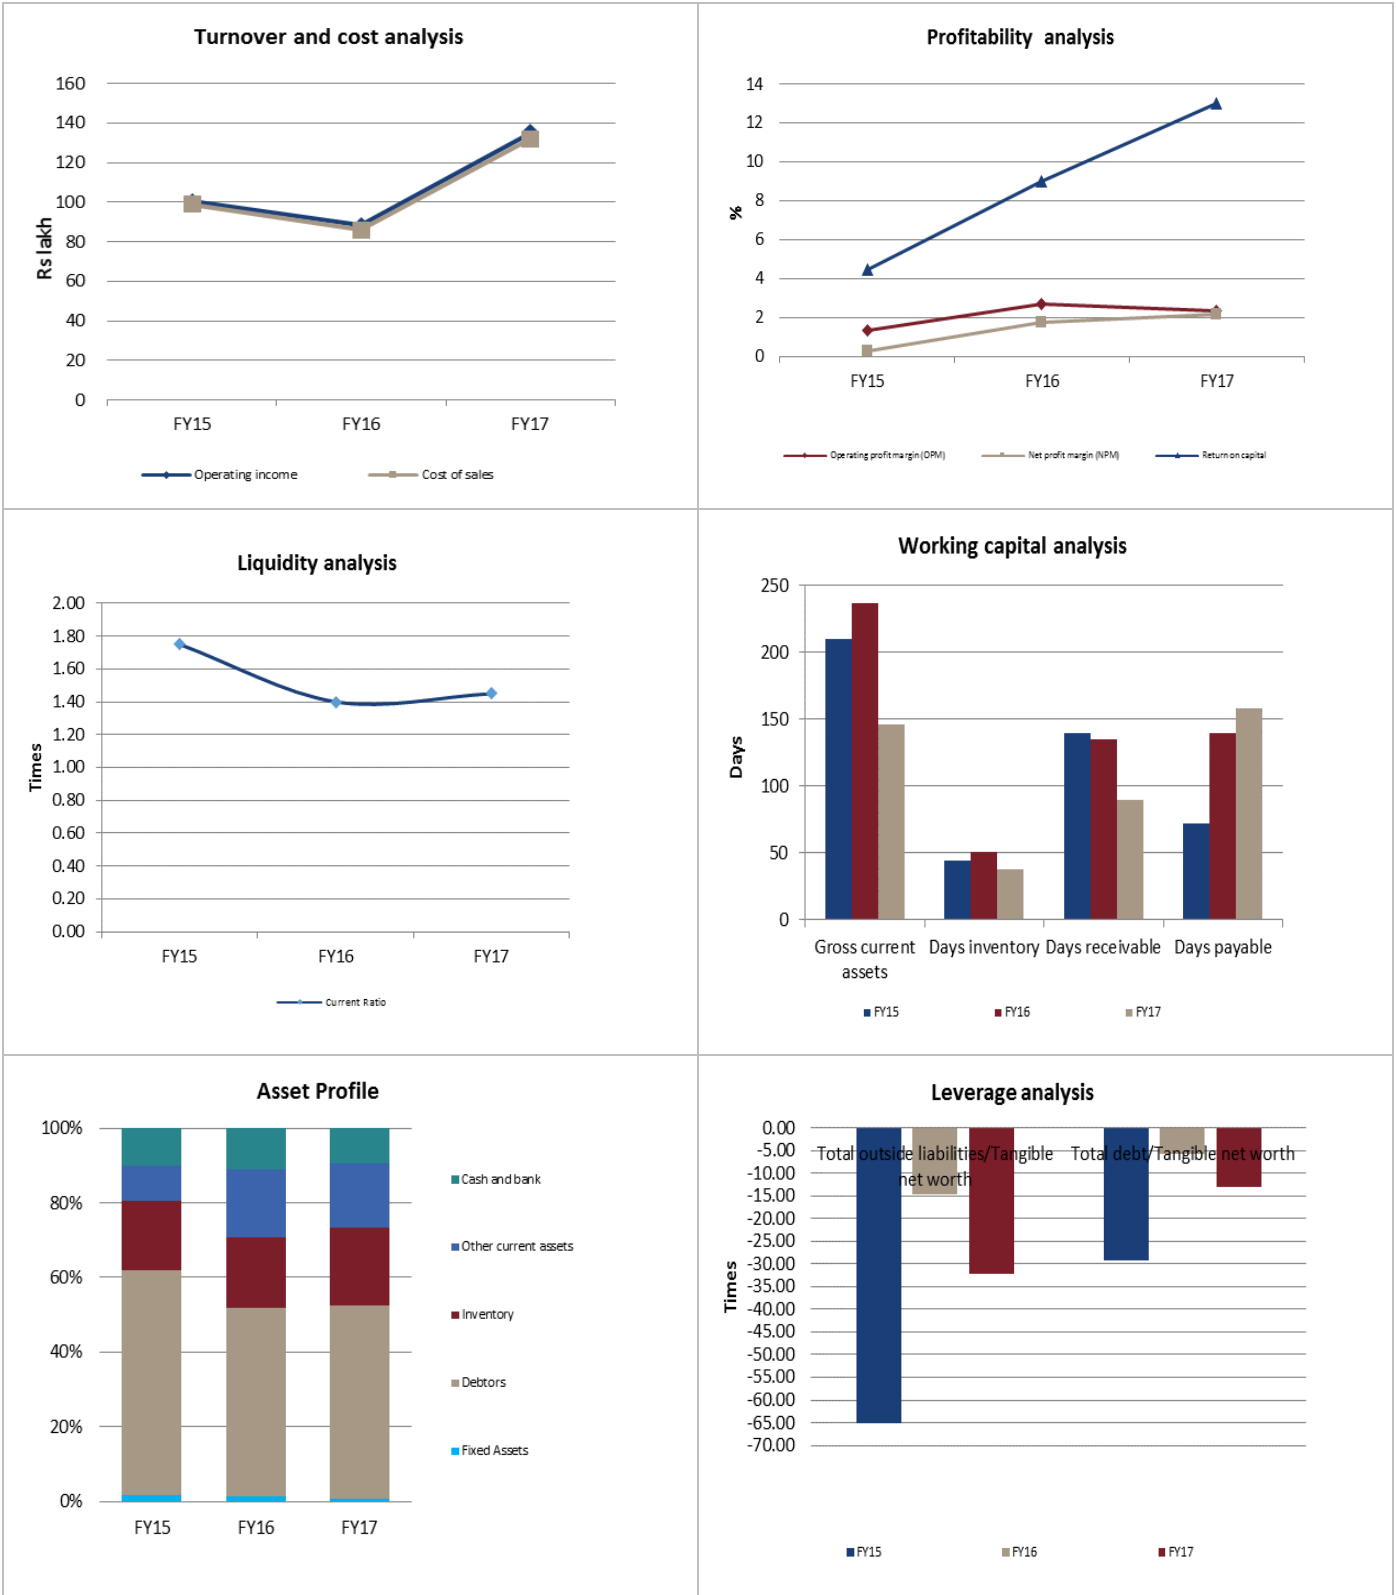 Turnover and cost analysis
160
140
120
100
80
60
40
20
0
Rs lakh
FY15 FY16 FY17
Operating income Cost of sales
Profitability analysis
14
12
10
8
6
4
2
0
%
FY15 FY16 FY17
Operating profit margin (OPM) Net profit margin (NPM) Return on capital
Liquidity analysis
2.00
1.80
1.60
1.40
1.20
1.00
0.80
0.60
0.40
0.20
0.00
Times
FY15 FY16 FY17
Current Ratio
Working capital analysis
250
200
150
100
50
0
Days
Gross current Days inventory Days receivable Days payable
assets
FY15 FY16 FY17
Asset Profile
100%
80%
60%
40%
20%
0%
FY15 FY16 FY17
Cash and bank
Other current assets
Inventory
Debtors
Fixed Assets
Leverage analysis
0.00
-5.00
-10.00
-15.00
-20.00
-25.00
-30.00
-35.00
-40.00
-45.00
-50.00
-55.00
-60.00
-65.00
-70.00
Times
Total outside liabilities/Tangible Total debt/Tangible net worth
net worth
FY15 FY16 FY17